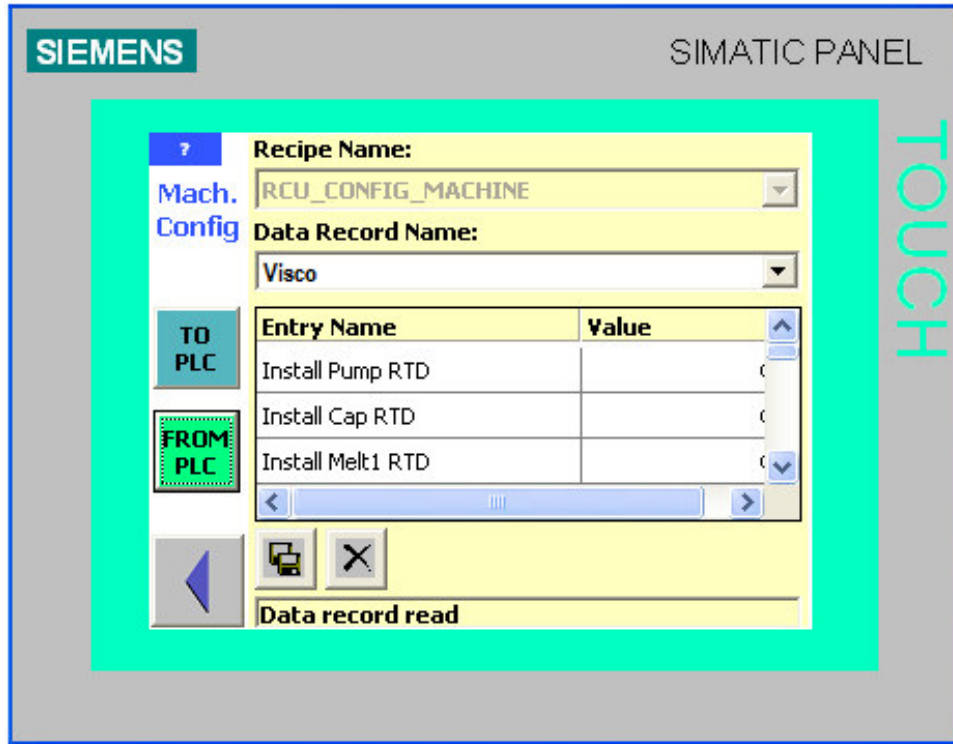 SIEMENS
SIMATIC PANEL
TOUCH
?
Mach.
Config
Recipe Name:
RCU_CONFIG_MACHINE
Data Record Name:
Visco
TO
PLC
FROM
PLC
Entry Name Value
Install Pump RTD
Install Cap RTD
Install Melt1 RTD
Data record read